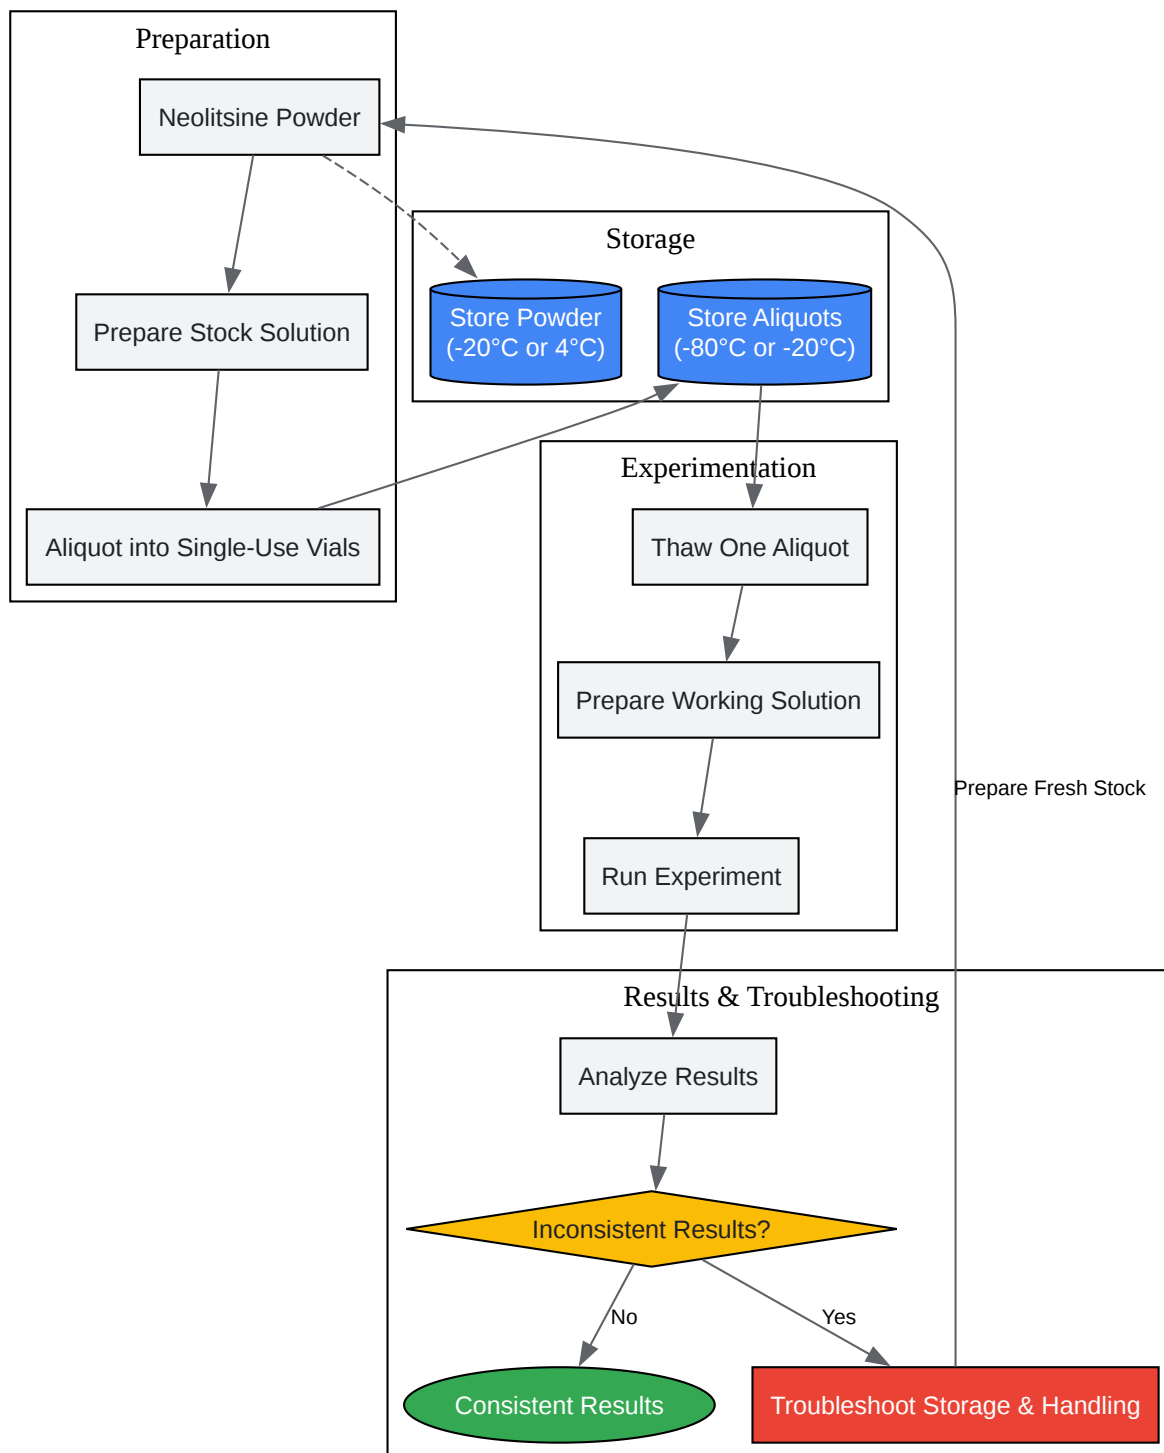 Preparation
Neolitsine Powder
Storage
Store Powder
(-20°C or 4°C)
Store Aliquots
(-80°C or -20°C)
Prepare Stock Solution
Experimentation
Aliquot into Single-Use Vials
Thaw One Aliquot
Prepare Working Solution
Prepare Fresh Stock
Run Experiment
Results & Troubleshooting
Analyze Results
Inconsistent Results?
No
Yes
Consistent Results
Troubleshoot Storage & Handling